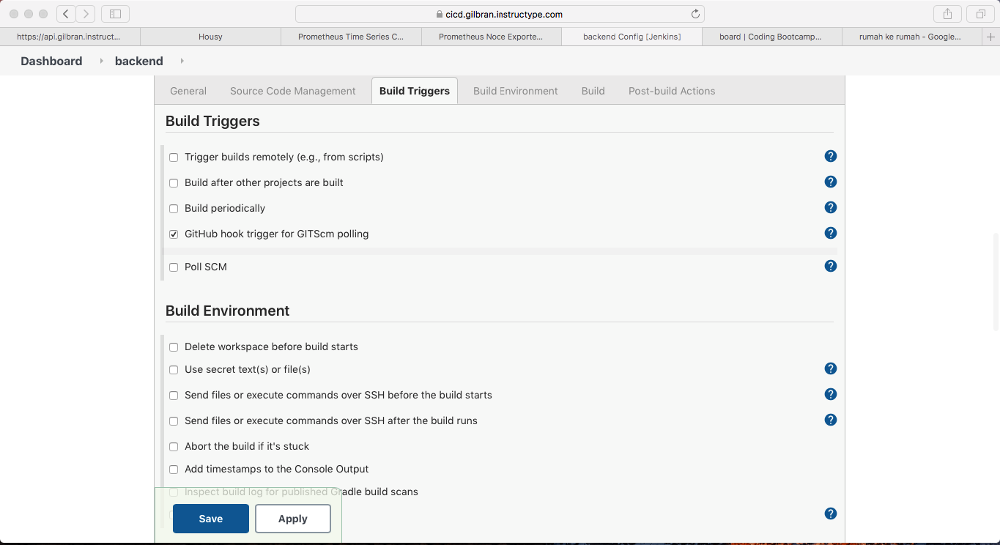 cicd.gilbran.instructype.com
https://api.gilbran.instruct... Housy Prometheus Time Series C... Prometheus Noce Exporte... backend Config [Jenkins] board | Coding Bootcamp... rumah ke rumah - Google... +
Dashboard backend
General Source Code Management Build Triggers Build Environment Build Post-build Actions
Build Triggers
Trigger builds remotely (e.g., from scripts) ?
Build after other projects are built ?
Build periodically ?
GitHub hook trigger for GITScm polling ?
Poll SCM ?
Build Environment
Delete workspace before build starts
Use secret text(s) or file(s) ?
Send files or execute commands over SSH before the build starts ?
Send files or execute commands over SSH after the build runs ?
Abort the build if it's stuck
Add timestamps to the Console Output
Inspect build log for published Gradle build scans
?
Save Apply